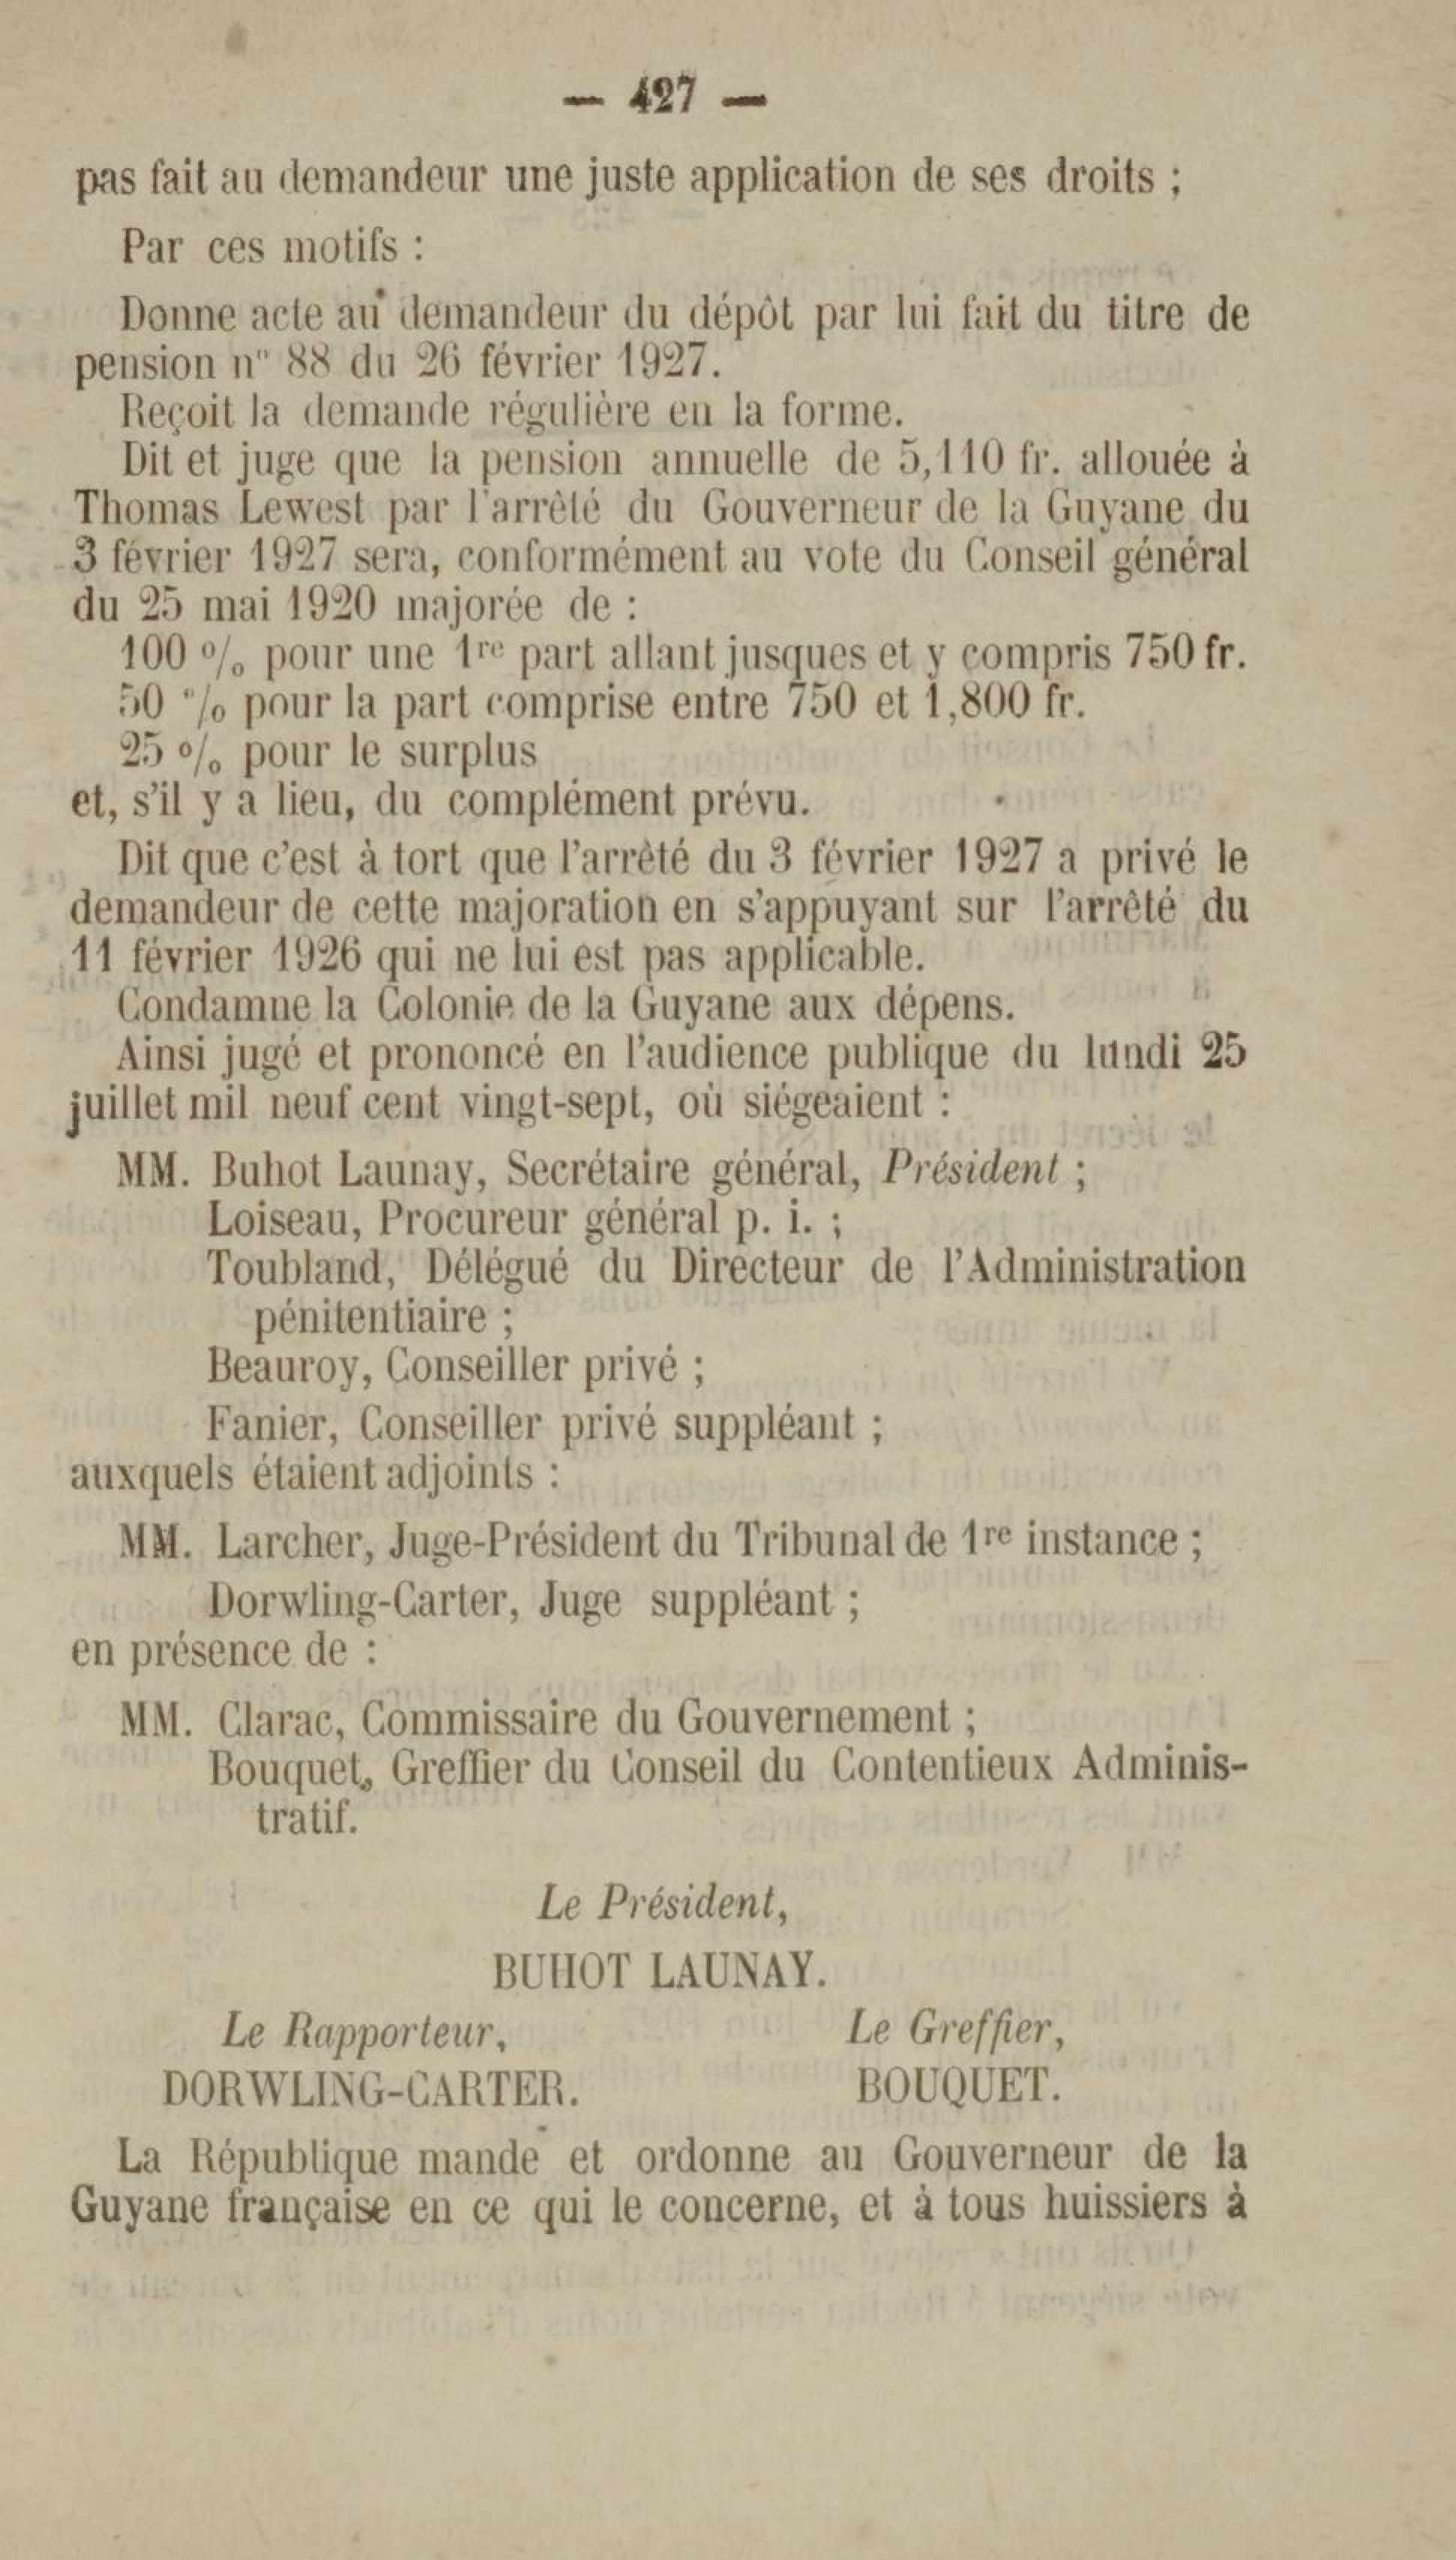 — 427 —
pas fait au demandeur une juste application de ses droits ;
Par ces motifs :
Donne acte au demandeur du dépôt par lui fait du titre de
pension n° 88 du 26 février 1927.
Reçoit la demande régulière en la forme.
Dit et juge que la pension annuelle de 5,110 fr. allouée à
Thomas Lewest par l'arrêté du Gouverneur de la Guyane du
3 février 1927 sera, conformément au vote du Conseil général
du 25 mai 1920 majorée de :
100 % pour une 1re part allant jusques et y compris 750 fr.
50 % pour la part comprise entre 750 et 1,800 fr.
25 % pour le surplus
et, s'il y a lieu, du complément prévu.
Dit que c'est à tort que l'arrêté du 3 février 1927 a privé le
demandeur de cette majoration en s'appuyant sur l'arrêté du
11 février 1926 qui ne lui est pas applicable.
Condamne la Colonie de la Guyane aux dépens.
Ainsi jugé et prononcé en l'audience publique du lundi 25
juillet mil neuf cent vingt-sept, où siégeaient :
MM. Buhot Launay, Secrétaire général, Président ;
Loiseau, Procureur général p. i. ;
Toubland, Délégué du Directeur de l'Administration
pénitentiaire ;
Beauroy, Conseiller privé ;
Fanier, Conseiller privé suppléant ;
auxquels étaient adjoints :
MM. Larcher, Juge-Président du Tribunal de 1re instance ;
Dorwling-Carter, Juge suppléant ;
en présence de :
MM. Clarac, Commissaire du Gouvernement ;
Bouquet, Greffier du Conseil du Contentieux Adminis-
tratif.
Le Président,
BUHOT LAUNAY.
Le Rapporteur, Le Greffier,
DORWLING-CARTER. BOUQUET.
La République mande et ordonne au Gouverneur de la
Guyane française en ce qui le concerne, et à tous huissiers à